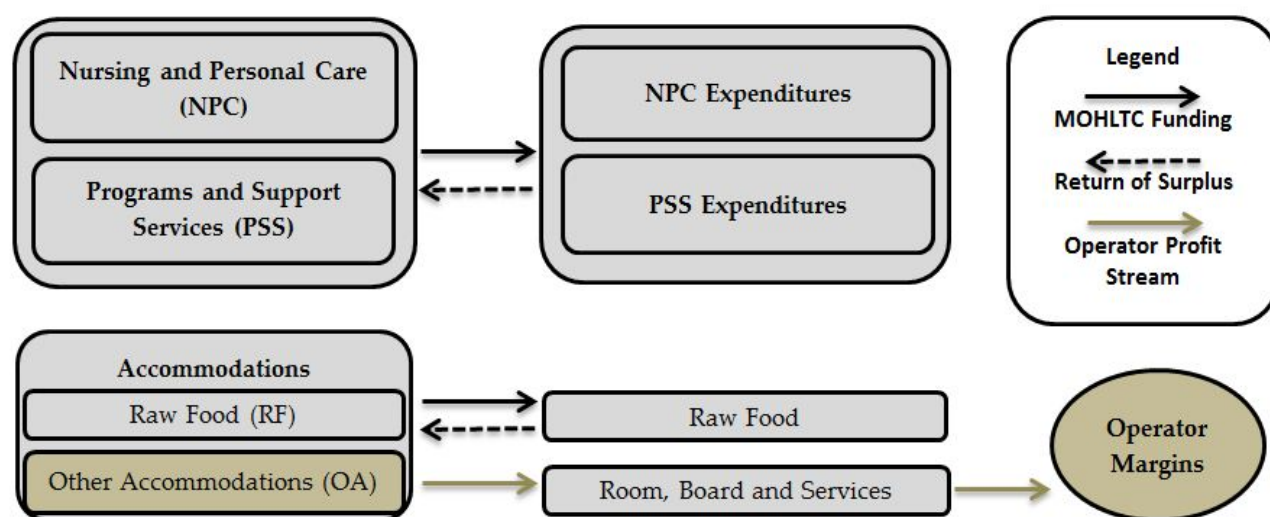 Nursing and Personal Care
(NPC)
Programs and Support
Services (PSS)
NPC Expenditures
PSS Expenditures
Legend
MOHLTC Funding
Return of Surplus
Operator Profit
Stream
Accommodations
Raw Food (RF)
Other Accommodations (OA)
Raw Food
Room, Board and Services
Operator
Margins